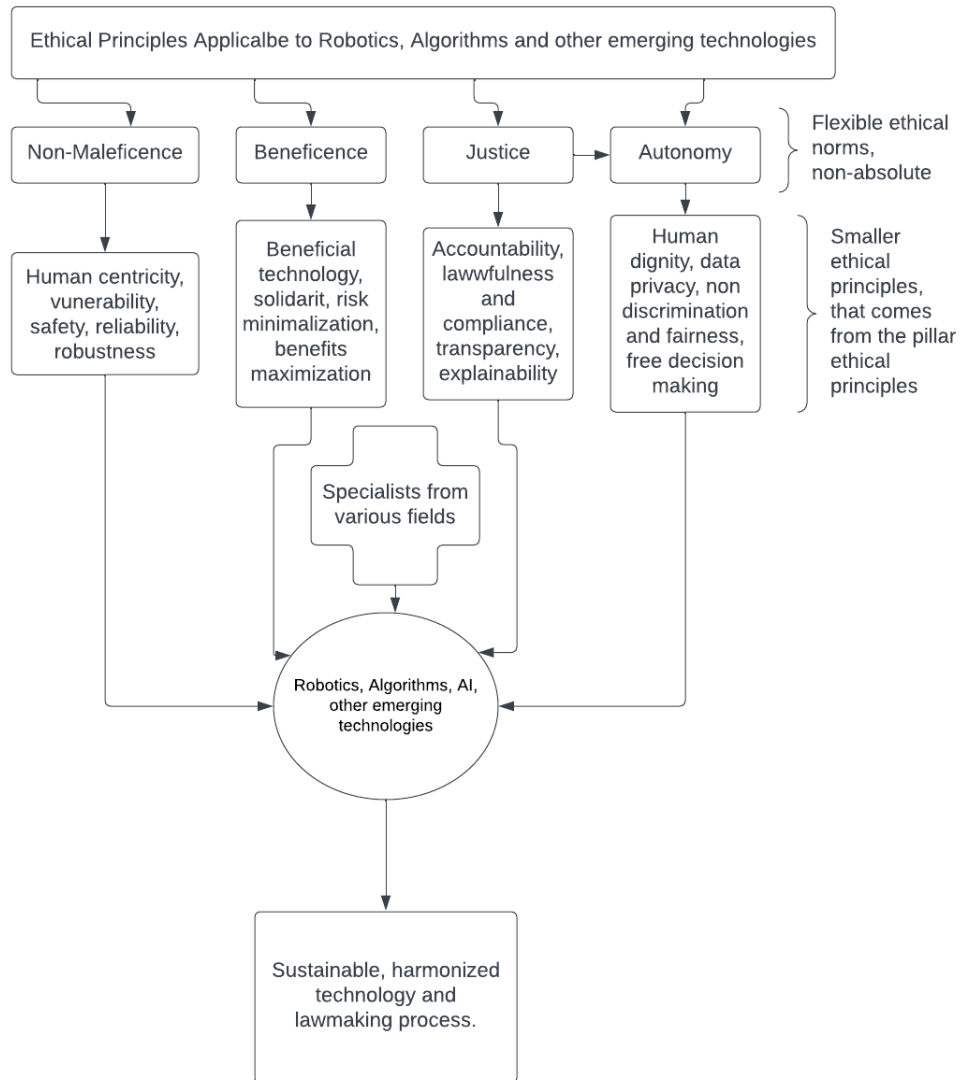 Ethical Principles Applicalbe to Robotics, Algorithms and other emerging technologies
Non-Maleficence
Beneficence
Justice
Autonomy
Flexible ethical
norms,
non-absolute
Human centricity,
vunerability,
safety, reliability,
robustness
Beneficial
technology,
solidarit, risk
minimalization,
benefits
maximization
Accountability,
lawwfulness
and
compliance,
transparency,
explainability
Human
dignity, data
privacy, non
discrimination
and fairness,
free decision
making
Smaller
ethical
principles,
that comes
from the pillar
ethical
principles
Specialists from
various fields
Robotics, Algorithms, AI,
other emerging
technologies
Sustainable, harmonized
technology and
lawmaking process.